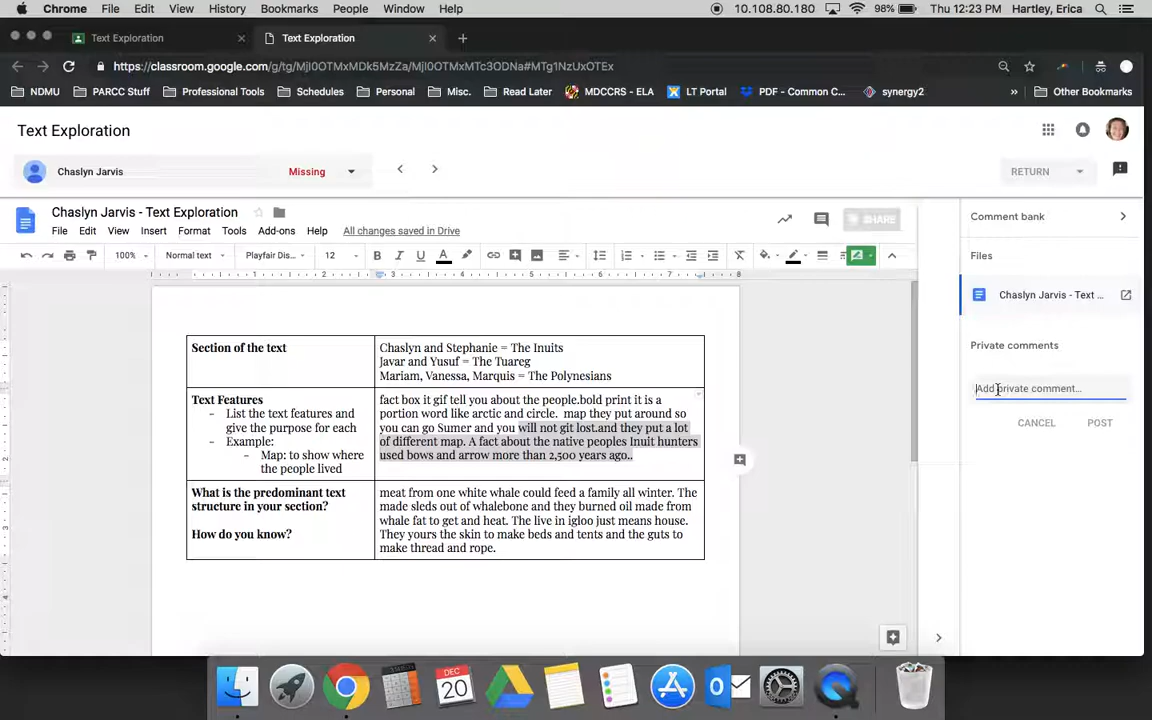 Chrome File Edit View History Bookmarks People Window Help 10.108.80.180 98% Thu 12:23 PM Hartley, Erica
Text Exploration Text Exploration
https://classroom.google.com/g/tg/MjI0OTMxMDk5MzZa/MjI0OTMxMTc3ODNa#MTg1NzUxOTEx
NDMU PARCC Stuff Professional Tools Schedules Personal Misc. Read Later MDCCRS - ELA LT Portal PDF - Common C... synergy2 » Other Bookmarks
Text Exploration
Chaslyn Jarvis Missing RETURN
Chaslyn Jarvis - Text Exploration
File Edit View Insert Format Tools Add-ons Help All changes saved in Drive SHARE
100% Normal text Playfair Dis... 12 B I U A
1 2 3 4 5 6 7 8
Section of the text
Chaslyn and Stephanie = The Inuits
Javar and Yusuf = The Tuareg
Mariam, Vanessa, Marquis = The Polynesians
Text Features
- List the text features and
give the purpose for each
- Example:
- Map: to show where
the people lived
fact box it gif tell you about the people.bold print it is a
portion word like arctic and circle. map they put around so
you can go Sumer and you will not git lost.and they put a lot
of different map. A fact about the native peoples Inuit hunters
used bows and arrow more than 2,500 years ago..
What is the predominant text
structure in your section?
How do you know?
meat from one white whale could feed a family all winter. The
made sleds out of whalebone and they burned oil made from
whale fat to get and heat. The live in igloo just means house.
They yours the skin to make beds and tents and the guts to
make thread and rope.
Comment bank
Files
Chaslyn Jarvis - Text ...
Private comments
Add private comment...
CANCEL POST
DEC
20